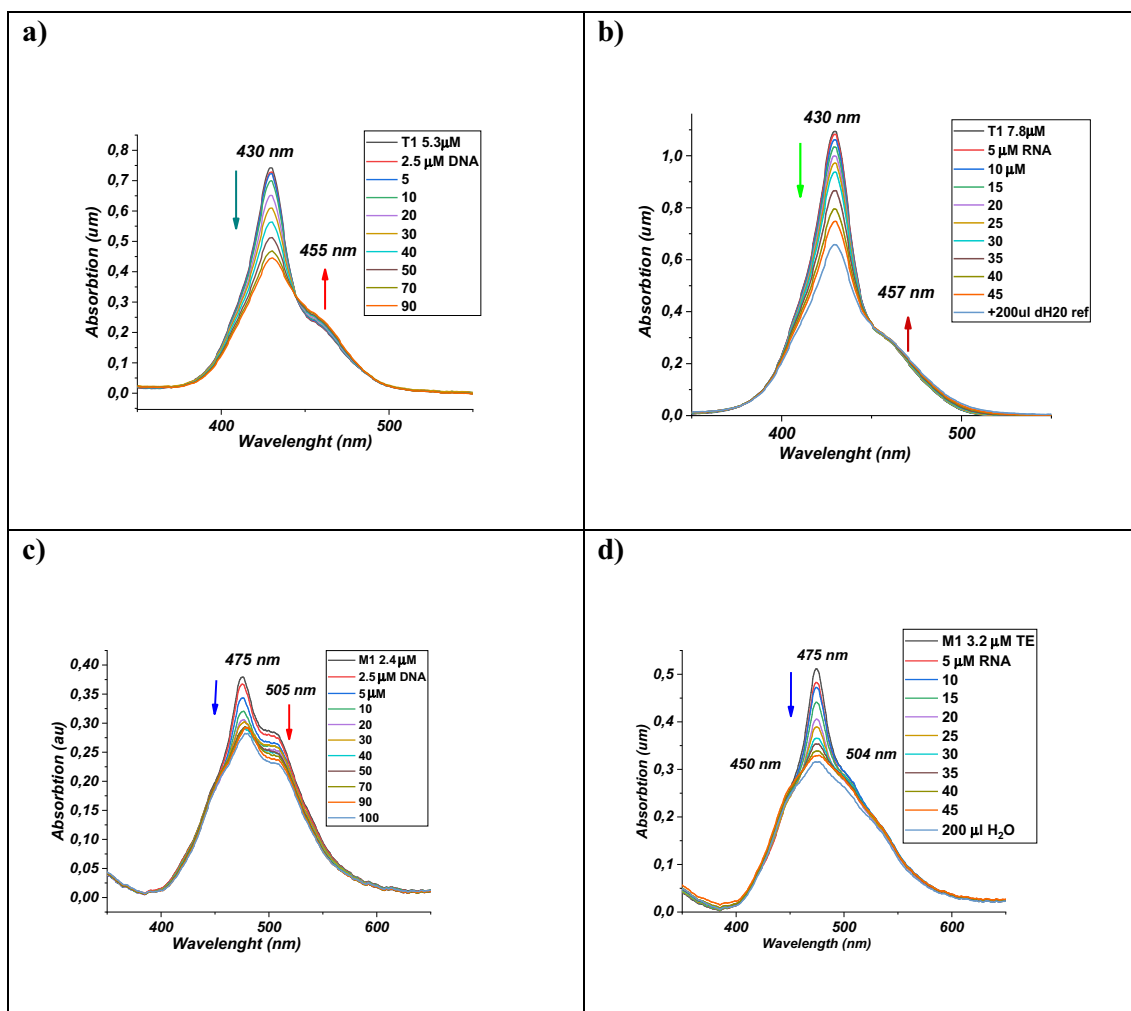 a)
430 nm
455 nm
T1 5.3µM
2.5 µM DNA
5
10
20
30
40
50
70
90
0,8
0,7
0,6
0,5
0,4
0,3
0,2
0,1
0,0
Absorbtion (um)
400
500
Wavelenght (nm)
b)
430 nm
457 nm
T1 7.8µM
5 µM RNA
10 µM
15
20
25
30
35
40
45
+200ul dH20 ref
1,0
0,8
0,6
0,4
0,2
0,0
Absorbtion (um)
400
500
Wavelenght (nm)
c)
475 nm
505 nm
M1 2.4µM
2.5µM DNA
5µM
10
20
30
40
50
70
90
100
0,40
0,35
0,30
0,25
0,20
0,15
0,10
0,05
0,00
Absorbtion (au)
400
500
600
Wavelenght (nm)
d)
475 nm
450 nm
504 nm
M1 3.2 µM TE
5 µM RNA
10
15
20
25
30
35
40
45
200 µl H₂O
0,5
0,4
0,3
0,2
0,1
0,0
Absorbtion (um)
400
500
600
Wavelength (nm)